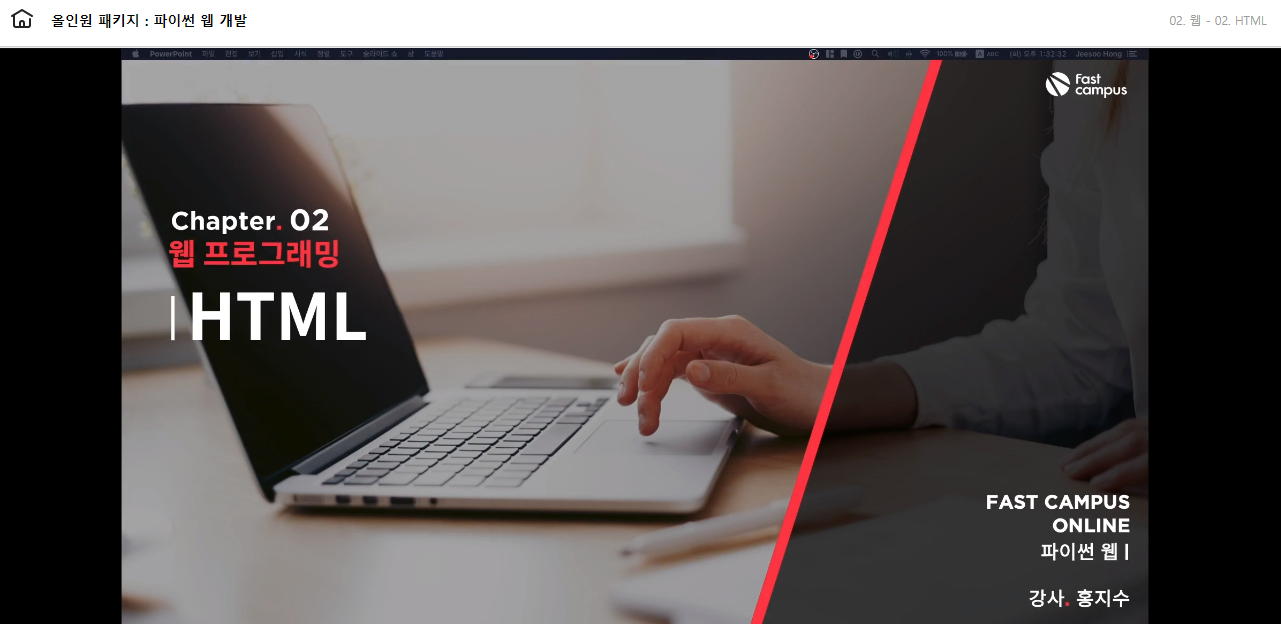 올인원 패키지 : 파이썬 웹 개발
02. 웹 - 02. HTML
PowerPoint 파일 편집 보기 삽입 서식 정렬 도구 슬라이드 쇼 창 도움말
100% ABC (화) 오후 1:32:32 Jeesoo Hong
Fast
campus
Chapter. 02
웹 프로그래밍
HTML
FAST CAMPUS
ONLINE
파이썬 웹 |
강사. 홍지수